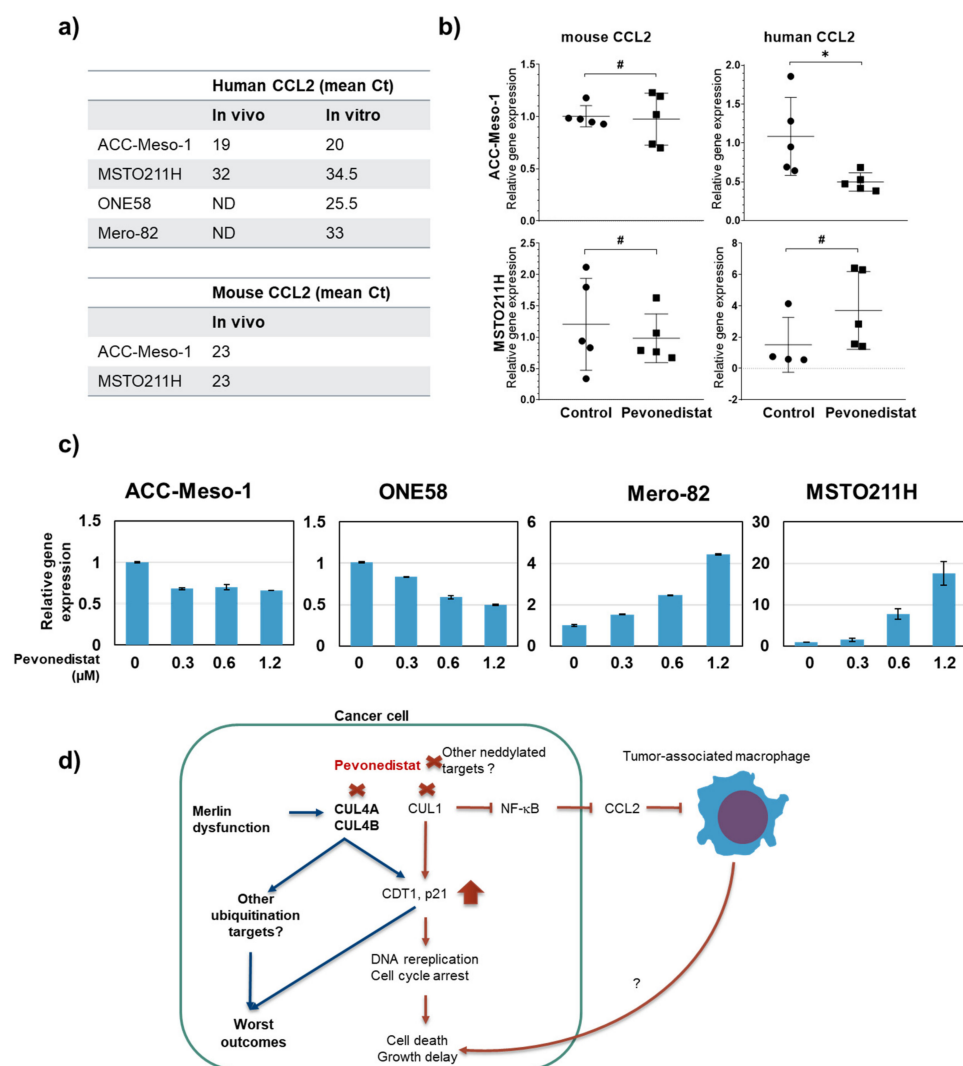 a)
Human CCL2 (mean Ct)
In vivo In vitro
ACC-Meso-1 19 20
MSTO211H 32 34.5
ONE58 ND 25.5
Mero-82 ND 33
Mouse CCL2 (mean Ct)
In vivo
ACC-Meso-1 23
MSTO211H 23
b)
mouse CCL2 human CCL2
ACC-Meso-1
Relative gene expression
1.5
1.0
0.5
0.0
#
Relative gene expression
2.0
1.5
1.0
0.5
0.0
*
MSTO211H
Relative gene expression
2.5
2.0
1.5
1.0
0.5
0.0
#
Control Pevonedistat
Relative gene expression
8
6
4
2
0
-2
#
Control Pevonedistat
c)
ACC-Meso-1 ONE58 Mero-82 MSTO211H
Relative gene
expression
1.5
1
0.5
0
1.5
1
0.5
0
6
4
2
0
30
20
10
0
Pevonedistat
(μM)
0 0.3 0.6 1.2
0 0.3 0.6 1.2
0 0.3 0.6 1.2
0 0.3 0.6 1.2
d)
Cancer cell
Pevonedistat
Other neddylated
targets ?
Tumor-associated macrophage
Merlin
dysfunction
CUL4A
CUL4B
CUL1
NF-κB
CCL2
Other
ubiquitination
targets?
CDT1, p21
DNA rereplication
Cell cycle arrest
?
Worst
outcomes
Cell death
Growth delay